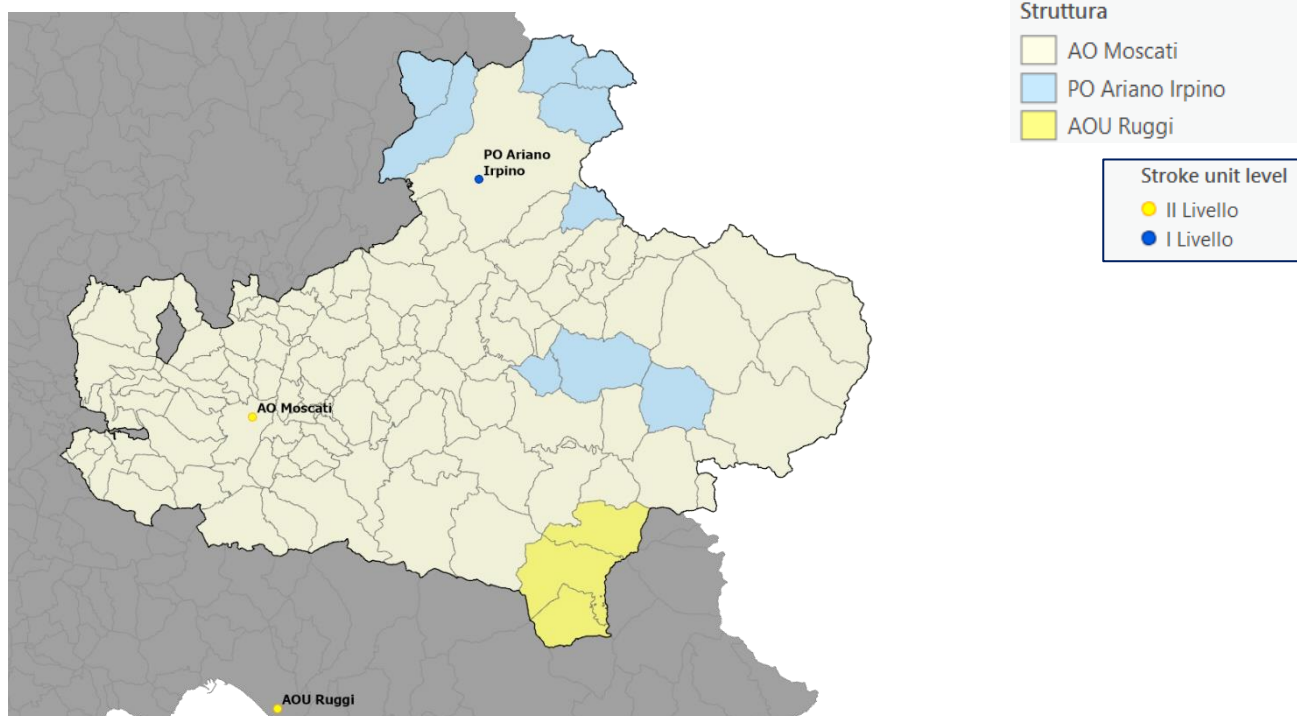 Struttura
AO Moscati
PO Ariano Irpino
AOU Ruggi
Stroke unit level
II Livello
I Livello
PO Ariano
Irpino
AO Moscati
AOU Ruggi